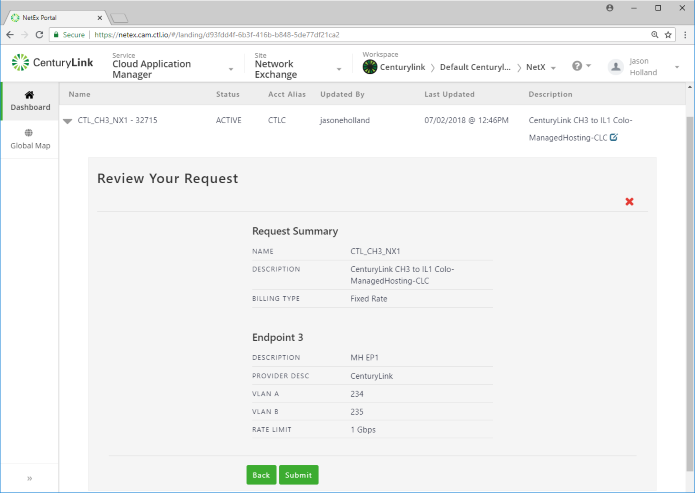 NetEx Portal
Secure https://netex.cam.ctl.io/#/landing/d93fdd4f-6b3f-416b-b848-5de77df21ca2
CenturyLink
Service
Cloud Application Manager
Site
Network Exchange
Workspace
Centurylink > Default Centuryl... > NetX
?
Jason
Holland
Dashboard
Global Map
»
Name Status Acct Alias Updated By Last Updated Description
CTL_CH3_NX1 - 32715 ACTIVE CTLC jasoneholland 07/02/2018 @ 12:46PM CenturyLink CH3 to IL1 Colo-
ManagedHosting-CLC
Review Your Request
Request Summary
NAME CTL_CH3_NX1
DESCRIPTION CenturyLink CH3 to IL1 Colo-
ManagedHosting-CLC
BILLING TYPE Fixed Rate
Endpoint 3
DESCRIPTION MH EP1
PROVIDER DESC CenturyLink
VLAN A 234
VLAN B 235
RATE LIMIT 1 Gbps
Back Submit